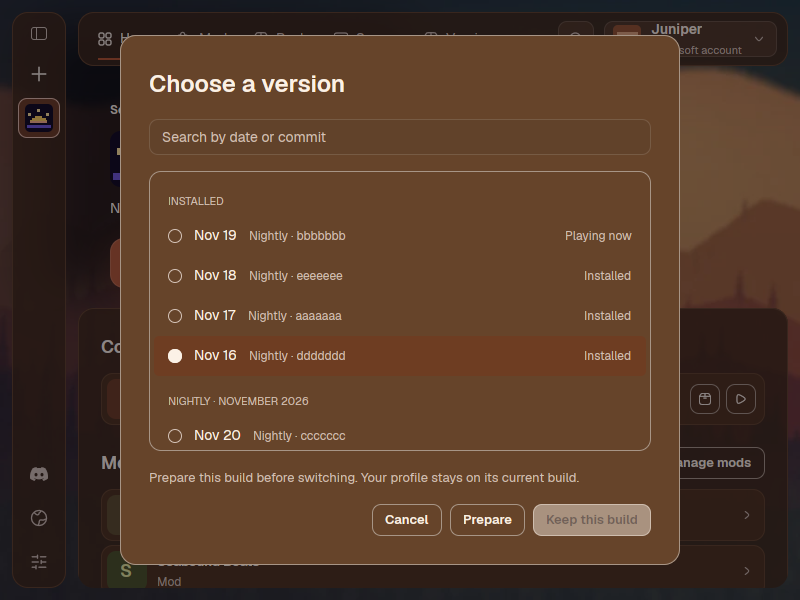 Juniper
soft account
Choose a version
Search by date or commit
INSTALLED
Nov 19 Nightly · bbbbbbb Playing now
Nov 18 Nightly · eeeeeee Installed
Nov 17 Nightly · aaaaaaa Installed
Nov 16 Nightly · ddddddd Installed
NIGHTLY · NOVEMBER 2026
Nov 20 Nightly · ccccccc
Prepare this build before switching. Your profile stays on its current build.
Cancel Prepare Keep this build
anage mods
S
Mod